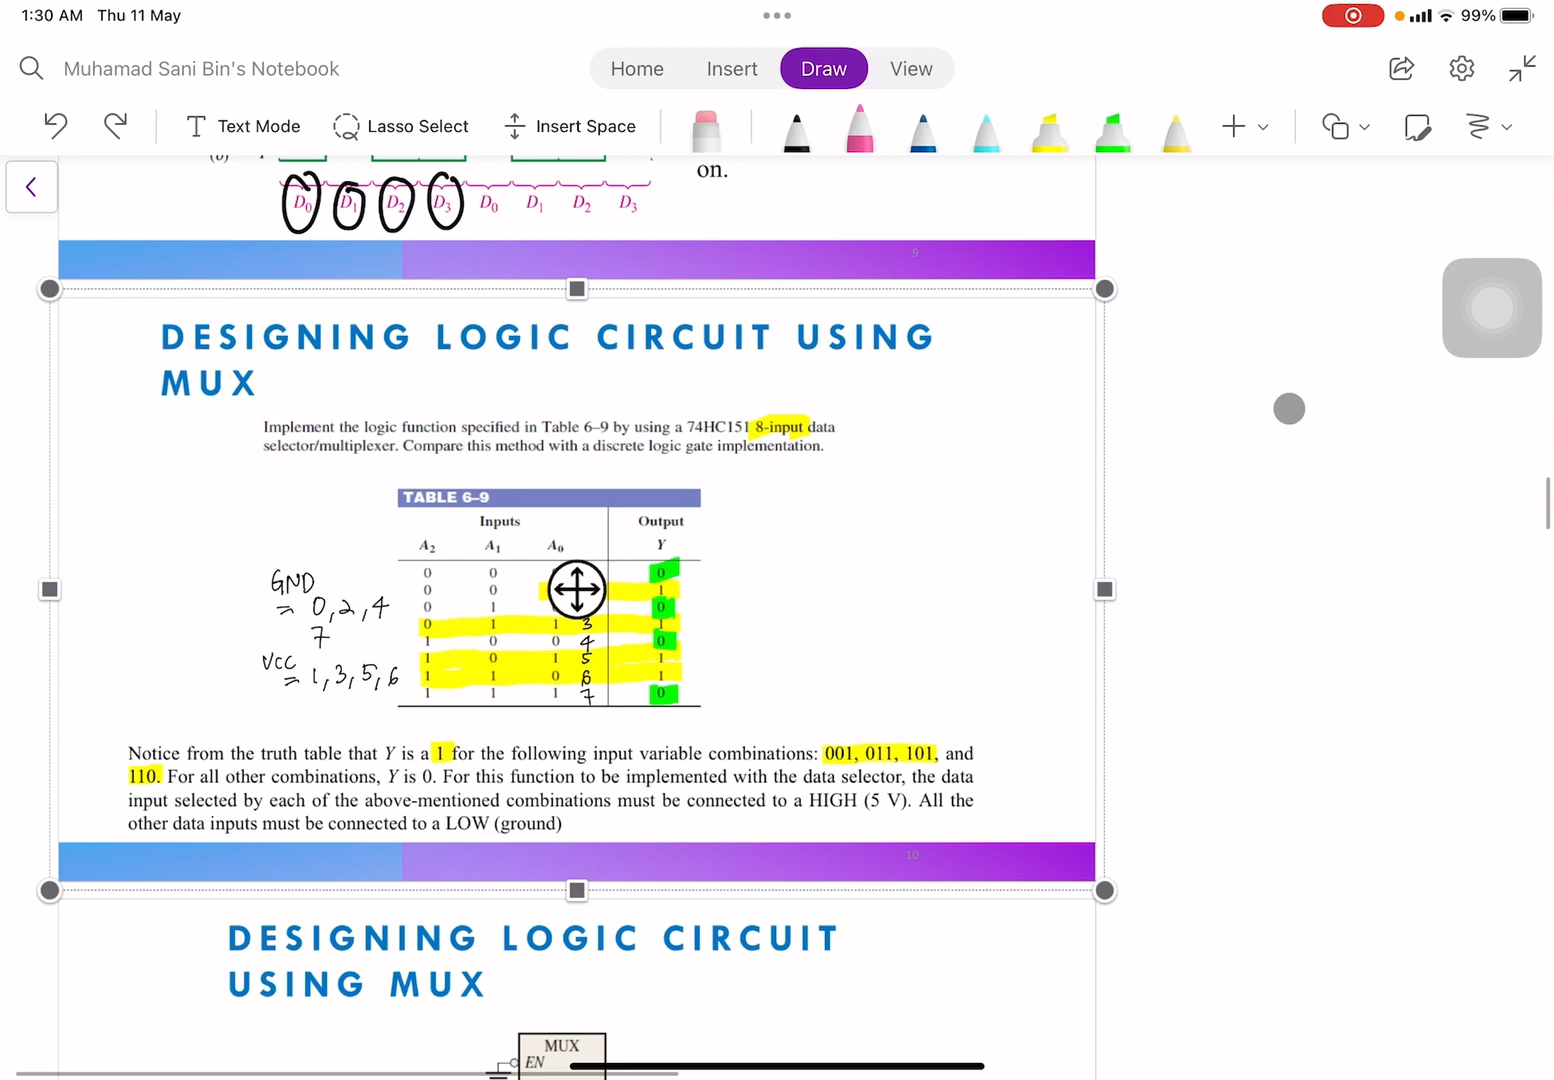 1:30 AM Thu 11 May
99%
Muhamad Sani Bin's Notebook
Home Insert Draw View
Text Mode Lasso Select Insert Space
on.
D0 D1 D2 D3 D0 D1 D2 D3
9
DESIGNING LOGIC CIRCUIT USING
MUX
Implement the logic function specified in Table 6–9 by using a 74HC151 8-input data
selector/multiplexer. Compare this method with a discrete logic gate implementation.
TABLE 6–9
Inputs Output
A2 A1 A0 Y
0 0 0
0 0 1
0 1 0
0 1 1 3 1
1 0 0 4 0
1 0 1 5 1
1 1 0 6 1
1 1 1 7 0
GND
= 0,2,4
7
Vcc
= 1,3,5,6
Notice from the truth table that Y is a 1 for the following input variable combinations: 001, 011, 101, and
110. For all other combinations, Y is 0. For this function to be implemented with the data selector, the data
input selected by each of the above-mentioned combinations must be connected to a HIGH (5 V). All the
other data inputs must be connected to a LOW (ground)
10
DESIGNING LOGIC CIRCUIT
USING MUX
MUX
EN